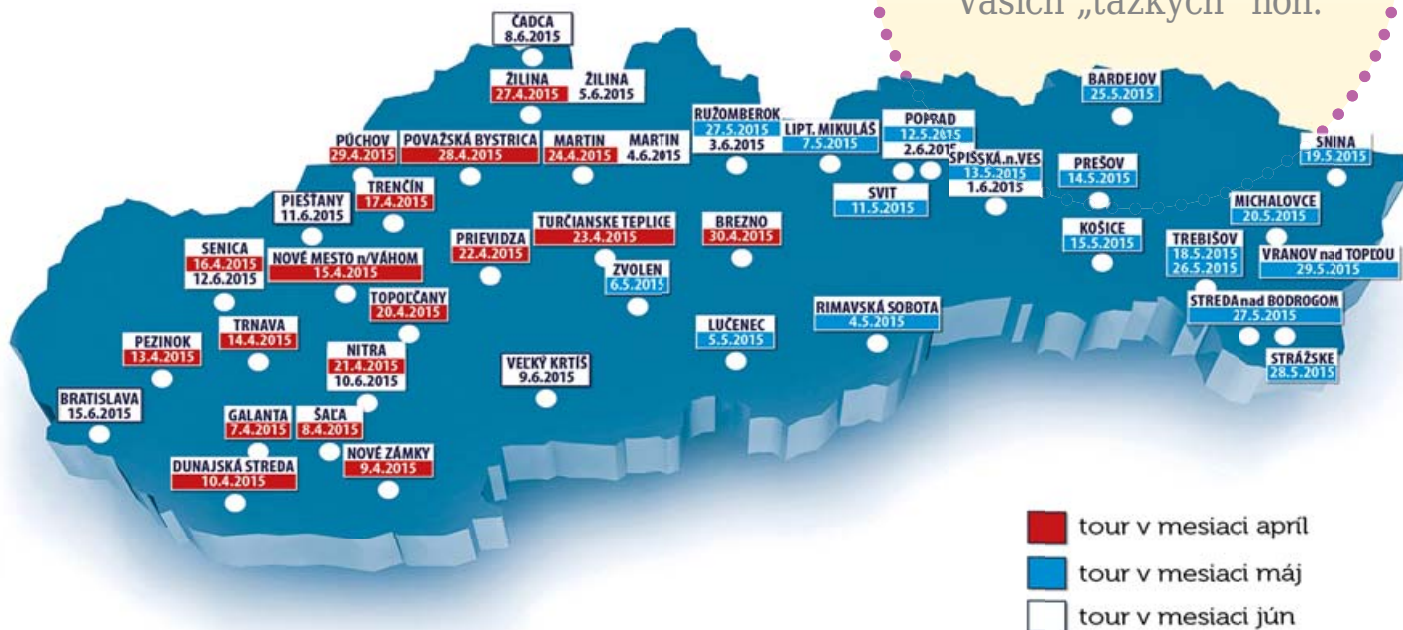 Vašich „ťažkých“ nôh.
ČADCA
8.6.2015
ŽILINA
27.4.2015
ŽILINA
5.6.2015
BARDEJOV
25.5.2015
RUŽOMBEROK
27.5.2015
3.6.2015
LIPT. MIKULÁŠ
7.5.2015
POPRAD
12.5.2015
2.6.2015
PÚCHOV
29.4.2015
POVAŽSKÁ BYSTRICA
28.4.2015
MARTIN
24.4.2015
MARTIN
4.6.2015
SPIŠSKÁ.n.VES
13.5.2015
1.6.2015
PREŠOV
14.5.2015
SNINA
19.5.2015
TRENČÍN
17.4.2015
SVIT
11.5.2015
PIEŠŤANY
11.6.2015
MICHALOVCE
20.5.2015
TURČIANSKE TEPLICE
23.4.2015
BREZNO
30.4.2015
KOŠICE
15.5.2015
PRIEVIDZA
22.4.2015
TREBIŠOV
18.5.2015
26.5.2015
SENICA
16.4.2015
12.6.2015
NOVÉ MESTO n/VÁHOM
15.4.2015
VRANOV nad TOPĽOU
29.5.2015
ZVOLEN
6.5.2015
TOPOĽČANY
20.4.2015
STREDA nad BODROGOM
27.5.2015
RIMAVSKÁ SOBOTA
4.5.2015
TRNAVA
14.4.2015
LUČENEC
5.5.2015
PEZINOK
13.4.2015
NITRA
21.4.2015
10.6.2015
VEĽKÝ KRTÍŠ
9.6.2015
STRÁŽSKE
28.5.2015
BRATISLAVA
15.6.2015
GALANTA
7.4.2015
ŠAĽA
8.4.2015
NOVÉ ZÁMKY
9.4.2015
DUNAJSKÁ STREDA
10.4.2015
tour v mesiaci apríl
tour v mesiaci máj
tour v mesiaci jún